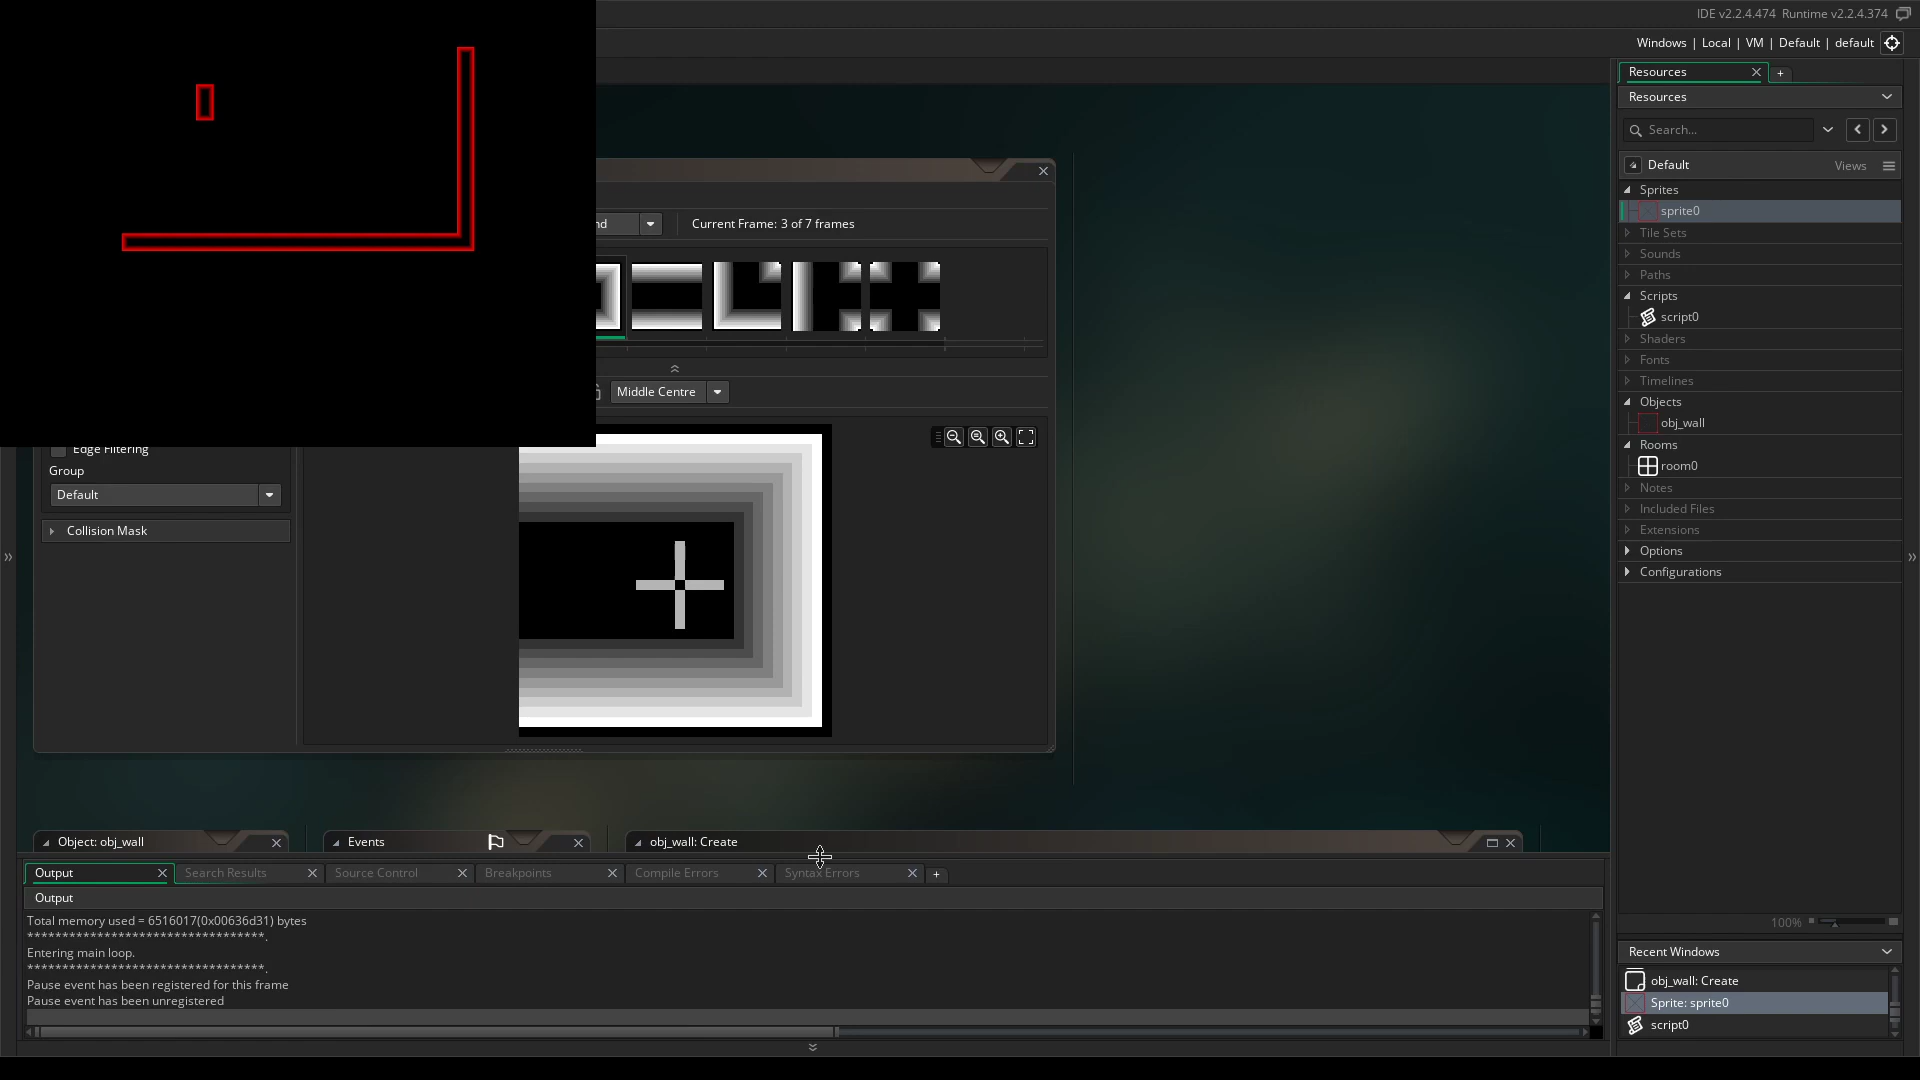 IDE v2.2.4.474 Runtime v2.2.4.374
Windows | Local | VM | Default | default
Resources
Resources
Search...
Default Views
Sprites
sprite0
Tile Sets
Sounds
Paths
Scripts
script0
Shaders
Fonts
Timelines
Objects
obj_wall
Rooms
room0
Notes
Included Files
Extensions
Options
Configurations
100%
Recent Windows
obj_wall: Create
Sprite: sprite0
script0
nd
Current Frame: 3 of 7 frames
Middle Centre
Edge Filtering
Group
Default
Collision Mask
Object: obj_wall
Events
obj_wall: Create
Output Search Results Source Control Breakpoints Compile Errors Syntax Errors
Output
Total memory used = 6516017(0x00636d31) bytes
**********************************.
Entering main loop.
**********************************.
Pause event has been registered for this frame
Pause event has been unregistered